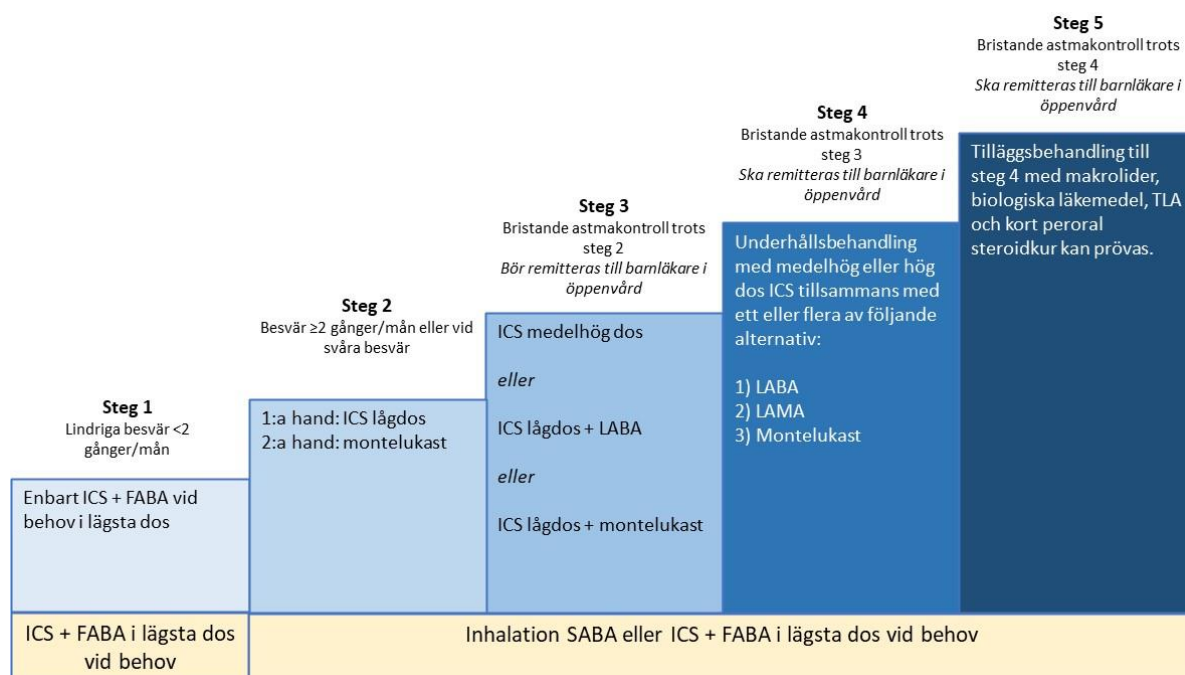 Steg 1
Lindriga besvär <2
gånger/mån
Enbart ICS + FABA vid
behov i lägsta dos
Steg 2
Besvär ≥2 gånger/mån eller vid
svåra besvär
1:a hand: ICS lågdos
2:a hand: montelukast
Steg 3
Bristande astmakontroll trots
steg 2
Bör remitteras till barnläkare i
öppenvård
ICS medelhög dos
eller
ICS lågdos + LABA
eller
ICS lågdos + montelukast
Steg 4
Bristande astmakontroll trots
steg 3
Ska remitteras till barnläkare i
öppenvård
Underhållsbehandling
med medelhög eller hög
dos ICS tillsammans med
ett eller flera av följande
alternativ:
1) LABA
2) LAMA
3) Montelukast
Steg 5
Bristande astmakontroll trots
steg 4
Ska remitteras till barnläkare i
öppenvård
Tilläggsbehandling till
steg 4 med makrolider,
biologiska läkemedel, TLA
och kort peroral
steroidkur kan prövas.
ICS + FABA i lägsta dos
vid behov
Inhalation SABA eller ICS + FABA i lägsta dos vid behov